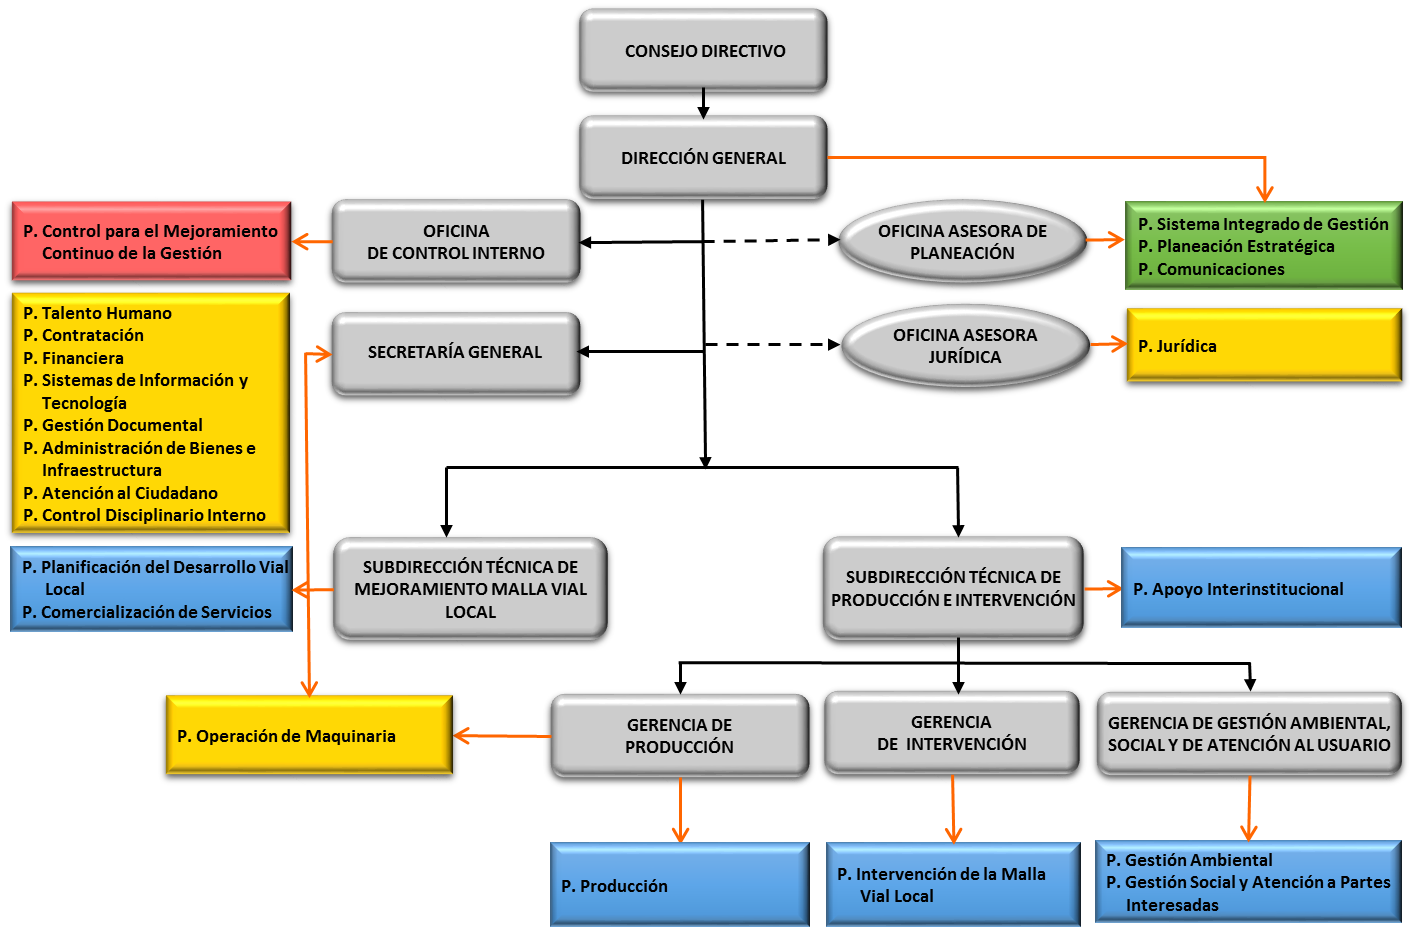 CONSEJO DIRECTIVO
DIRECCIÓN GENERAL
P. Control para el Mejoramiento
Continuo de la Gestión
OFICINA
DE CONTROL INTERNO
OFICINA ASESORA DE
PLANEACIÓN
P. Sistema Integrado de Gestión
P. Planeación Estratégica
P. Comunicaciones
P. Talento Humano
P. Contratación
P. Financiera
P. Sistemas de Información y
Tecnología
P. Gestión Documental
P. Administración de Bienes e
Infraestructura
P. Atención al Ciudadano
P. Control Disciplinario Interno
SECRETARÍA GENERAL
OFICINA ASESORA
JURÍDICA
P. Jurídica
P. Planificación del Desarrollo Vial
Local
P. Comercialización de Servicios
SUBDIRECCIÓN TÉCNICA DE
MEJORAMIENTO MALLA VIAL
LOCAL
SUBDIRECCIÓN TÉCNICA DE
PRODUCCIÓN E INTERVENCIÓN
P. Apoyo Interinstitucional
P. Operación de Maquinaria
GERENCIA DE
PRODUCCIÓN
GERENCIA
DE INTERVENCIÓN
GERENCIA DE GESTIÓN AMBIENTAL,
SOCIAL Y DE ATENCIÓN AL USUARIO
P. Producción
P. Intervención de la Malla
Vial Local
P. Gestión Ambiental
P. Gestión Social y Atención a Partes
Interesadas